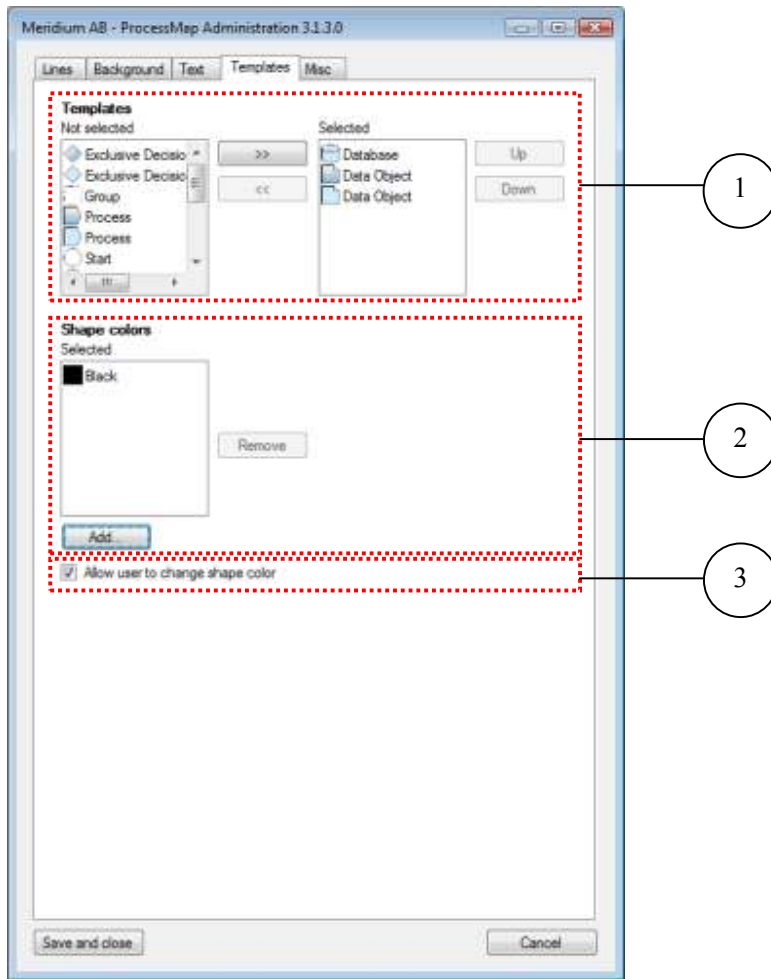 Meridium AB - ProcessMap Administration 3.1.3.0
Lines Background Text Templates Misc
Templates
Not selected
Selected
Exclusive Decisio
Exclusive Decisio
Group
Process
Process
Start
>>
<<
Database
Data Object
Data Object
Up
Down
1
Shape colors
Selected
Black
Remove
Add...
2
Allow user to change shape color
3
Save and close
Cancel